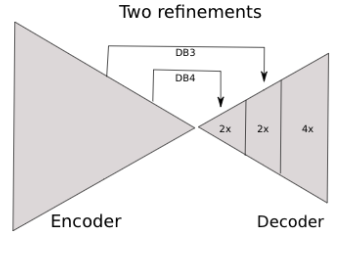 Two refinements
DB3
DB4
2x 2x 4x
Encoder Decoder